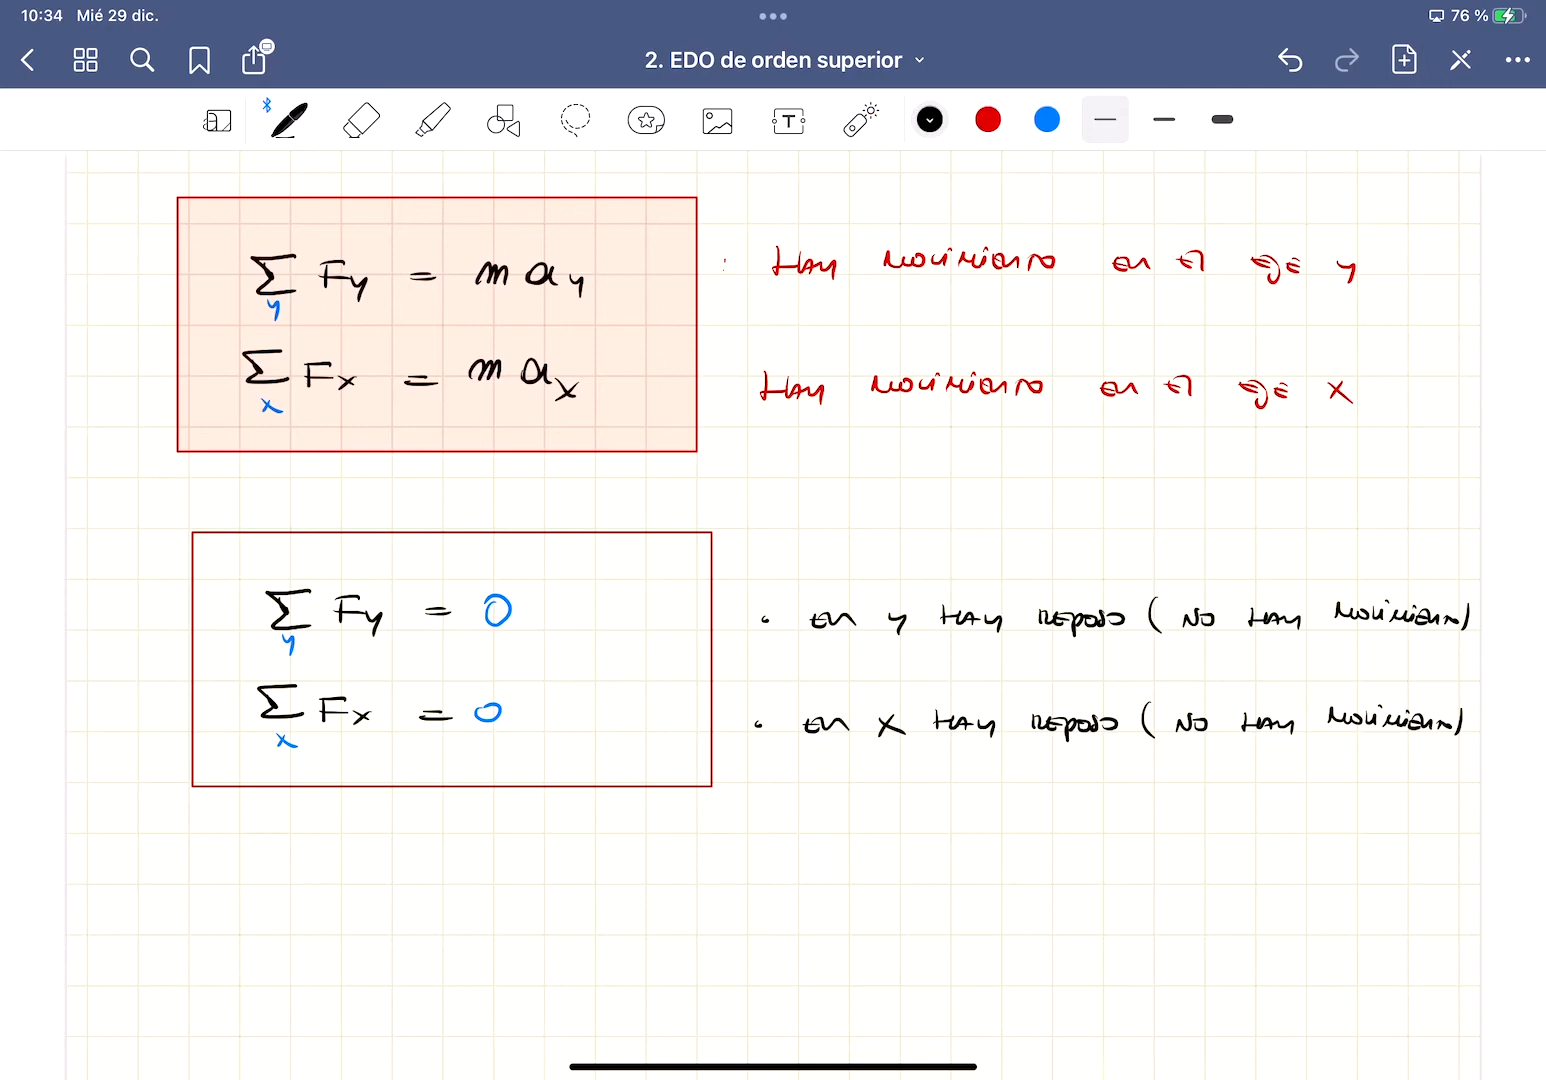 10:34 Mié 29 dic.
76 %
2. EDO de orden superior
T
∑ Fy = m ay
y
Hay movimiento en el eje y
∑ Fx = m ax
x
Hay movimiento en el eje x
∑ Fy = 0
y
• en y hay reposo ( no hay movimiento)
∑ Fx = 0
x
• en x hay reposo ( no hay movimiento)